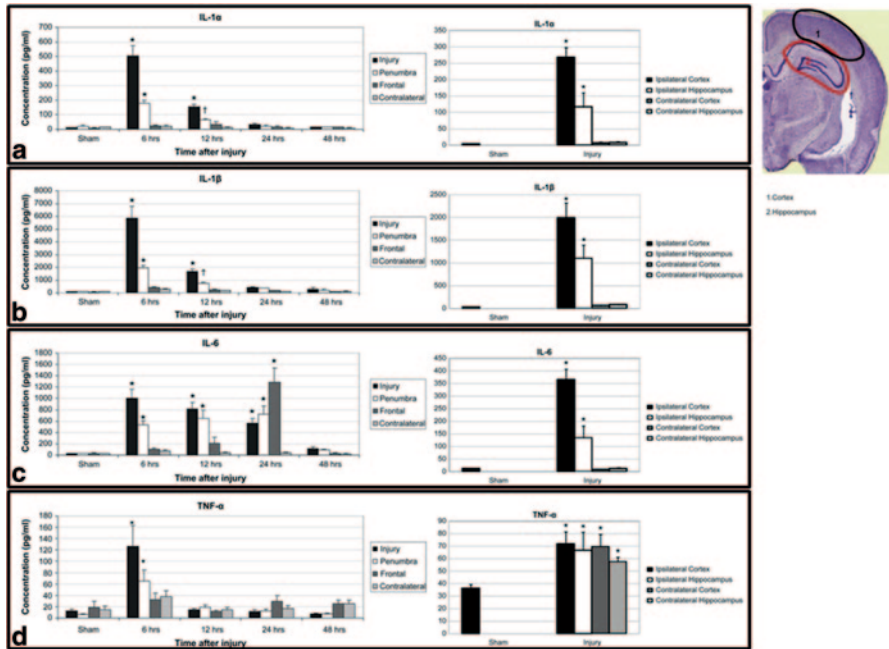 IL-1α
Concentration (pg/ml)
700
600
500
400
300
200
100
0
Sham
6 hrs
12 hrs
24 hrs
48 hrs
Time after injury
Injury
Penumbra
Frontal
Contralateral
IL-1α
350
300
250
200
150
100
50
0
Sham
Injury
Ipsilateral Cortex
Ipsilateral Hippocampus
Contralateral Cortex
Contralateral Hippocampus
a
1
1.Cortex
2.Hippocampus
IL-1β
Concentration (pg/ml)
8000
7000
6000
5000
4000
3000
2000
1000
0
Sham
6 hrs
12 hrs
24 hrs
48 hrs
Time after injury
Injury
Penumbra
Frontal
Contralateral
IL-1β
2500
2000
1500
1000
500
0
Sham
Injury
Ipsilateral Cortex
Ipsilateral Hippocampus
Contralateral Cortex
Contralateral Hippocampus
b
IL-6
Concentration (pg/ml)
1800
1600
1400
1200
1000
800
600
400
200
0
Sham
6 hrs
12 hrs
24 hrs
48 hrs
Time after injury
Injury
Penumbra
Frontal
Contralateral
IL-6
450
400
350
300
250
200
150
100
50
0
Sham
Injury
Ipsilateral Cortex
Ipsilateral Hippocampus
Contralateral Cortex
Contralateral Hippocampus
c
TNF-α
Concentration (pg/ml)
180
160
140
120
100
80
60
40
20
0
Sham
6 hrs
12 hrs
24 hrs
48 hrs
Time after injury
Injury
Penumbra
Frontal
Contralateral
TNF-α
90
80
70
60
50
40
30
20
10
0
Sham
Injury
Ipsilateral Cortex
Ipsilateral Hippocampus
Contralateral Cortex
Contralateral Hippocampus
d